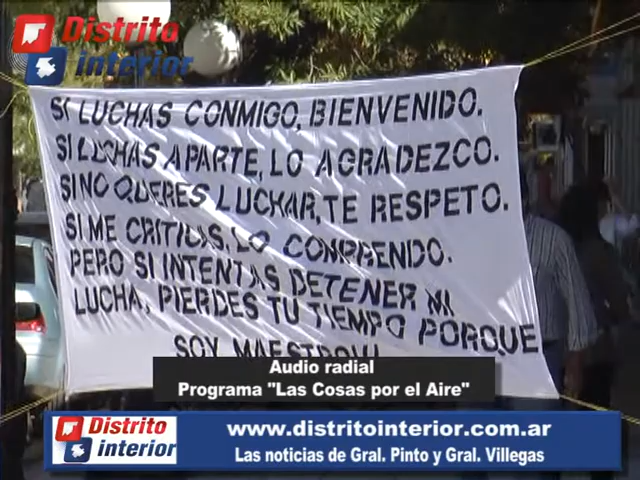 Distrito
interior
SI LUCHAS CONMIGO, BIENVENIDO.
SI LUCHAS APARTE, LO AGRADEZCO.
SI NO QUERES LUCHAR, TE RESPETO.
SI ME CRITICAS, LO COMPRENDO.
PERO SI INTENTAS DETENER MI
LUCHA, PIERDES TU TIEMPO PORQUE
SOY
Audio radial
Programa "Las Cosas por el Aire"
Distrito
interior
www.distritointerior.com.ar
Las noticias de Gral. Pinto y Gral. Villegas